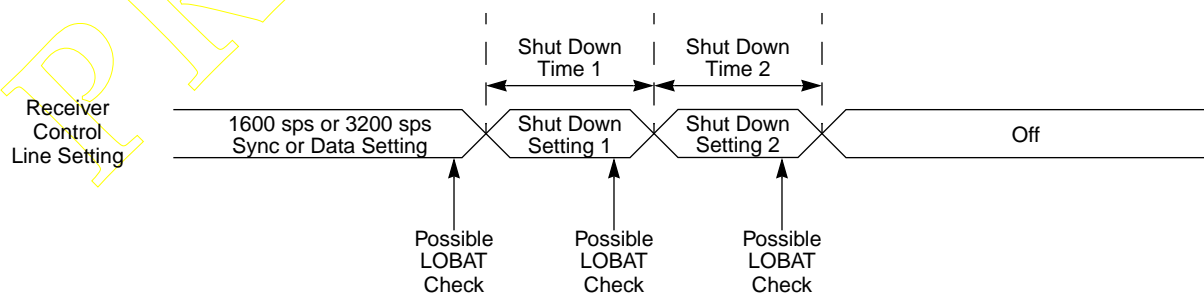 Shut Down
Time 1
Shut Down
Time 2
Receiver
Control
Line Setting
1600 sps or 3200 sps
Sync or Data Setting
Shut Down
Setting 1
Shut Down
Setting 2
Off
Possible
LOBAT
Check
Possible
LOBAT
Check
Possible
LOBAT
Check